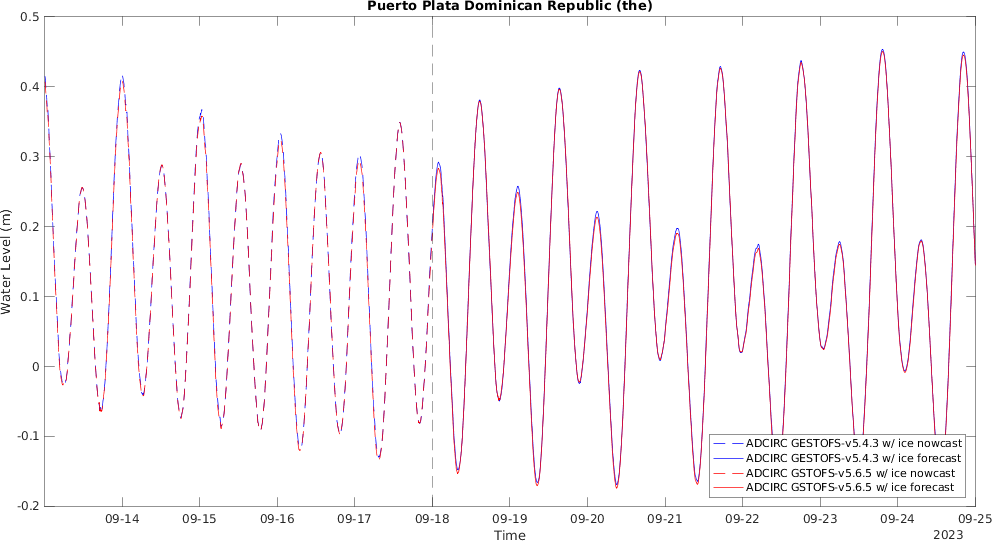 Puerto Plata Dominican Republic (the)
0.5
0.4
0.3
0.2
0.1
0
-0.1
-0.2
Water Level (m)
ADCIRC GESTOFS-v5.4.3 w/ ice nowcast
ADCIRC GESTOFS-v5.4.3 w/ ice forecast
ADCIRC GSTOFS-v5.6.5 w/ ice nowcast
ADCIRC GSTOFS-v5.6.5 w/ ice forecast
09-14 09-15 09-16 09-17 09-18 09-19 09-20 09-21 09-22 09-23 09-24 09-25
Time
2023